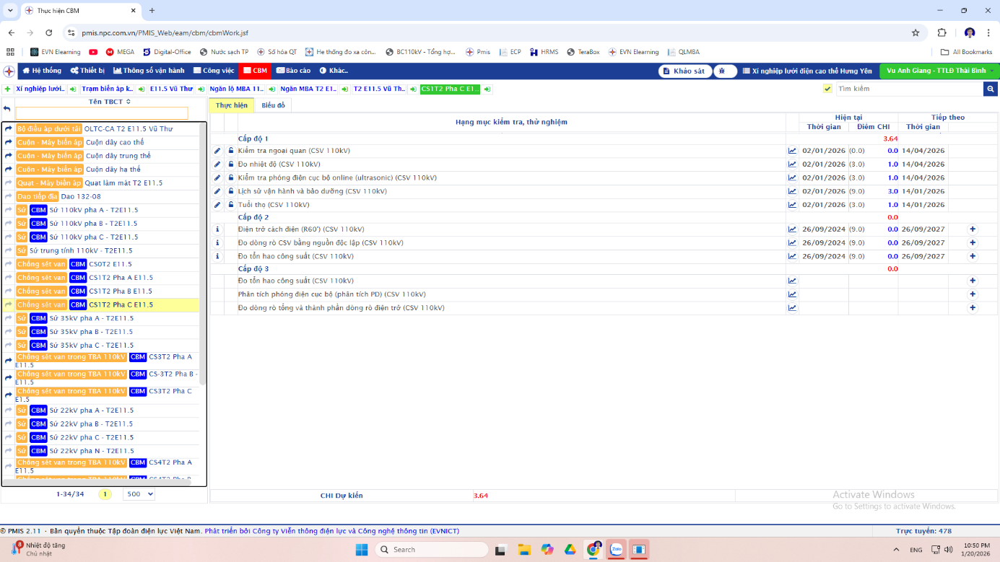 Thực hiện CBM
pmis.npc.com.vn/PMIS_Web/eam/cbm/cbmWork.jsf
EVN Elearning MEGA Digital-Office Nước sạch TP Số hóa QT He thống đo xa côn... BC110kV - Tổng hợ... Pmis ECP HRMS TeraBox EVN Elearning QLMBA All Bookmarks
Hệ thống Thiết bị Thông số vận hành Công việc CBM Báo cáo Khác.. Khảo sát Xí nghiệp lưới điện cao thế Hưng Yên Vu Anh Giang - TTLĐ Thái Bình
Xí nghiệp lưới.. Trạm biến áp k.. E11.5 Vũ Thư Ngăn lộ MBA 11.. Ngăn MBA T2 E1.. T2 E11.5 Vũ Th.. CS1T2 Pha C E1.. Tìm kiếm
Tên TBCT
Bộ điều áp dưới tải OLTC-CA T2 E11.5 Vũ Thư
Cuộn - Máy biến áp Cuộn dây cao thế
Cuộn - Máy biến áp Cuộn dây trung thế
Cuộn - Máy biến áp Cuộn dây hạ thế
Quạt - Máy biến áp Quạt làm mát T2 E11.5
Dao tiếp địa Dao 132-08
Sứ CBM Sứ 110kV pha A - T2E11.5
Sứ CBM Sứ 110kV pha B - T2E11.5
Sứ CBM Sứ 110kV pha C - T2E11.5
Sứ Sứ trung tính 110kV - T2E11.5
Chống sét van CBM CS0T2 E11.5
Chống sét van CBM CS1T2 Pha A E11.5
Chống sét van CBM CS1T2 Pha B E11.5
Chống sét van CBM CS1T2 Pha C E11.5
Sứ CBM Sứ 35kV pha A - T2E11.5
Sứ CBM Sứ 35kV pha B - T2E11.5
Sứ CBM Sứ 35kV pha C - T2E11.5
Chống sét van trong TBA 110kV CBM CS3T2 Pha A
E11.5
Chống sét van trong TBA 110kV CBM CS-3T2 Pha B -
E11.5
Chống sét van trong TBA 110kV CBM CS3T2 Pha C
E1.5
Sứ CBM Sứ 22kV pha A - T2E11.5
Sứ CBM Sứ 22kV pha B - T2E11.5
Sứ CBM Sứ 22kV pha C - T2E11.5
Sứ CBM Sứ 22kV pha N - T2E11.5
Chống sét van trong TBA 110kV CBM CS4T2 Pha A
E11.5
Chống sét van trong TBA 110kV CBM CS4T2 Pha B
1-34/34 1 500
Thực hiện Biểu đồ
Hạng mục kiểm tra, thử nghiệm Hiện tại Tiếp theo
Thời gian Điểm CHI Thời gian
Cấp độ 1 3.64
Kiểm tra ngoại quan (CSV 110kV) 02/01/2026 (0.0) 0.0 14/04/2026
Đo nhiệt độ (CSV 110kV) 02/01/2026 (3.0) 1.0 14/04/2026
Kiểm tra phóng điện cục bộ online (ultrasonic) (CSV 110kV) 02/01/2026 (3.0) 1.0 14/04/2026
Lịch sử vận hành và bảo dưỡng (CSV 110kV) 02/01/2026 (9.0) 3.0 14/01/2026
Tuổi thọ (CSV 110kV) 02/01/2026 (3.0) 1.0 14/01/2026
Cấp độ 2 0.0
Điện trở cách điện (R60") (CSV 110kV) 26/09/2024 (9.0) 0.0 26/09/2027
Đo dòng rò CSV bằng nguồn độc lập (CSV 110kV) 26/09/2024 (9.0) 0.0 26/09/2027
Đo tổn hao công suất (CSV 110kV) 26/09/2024 (9.0) 0.0 26/09/2027
Cấp độ 3 0.0
Đo tổn hao công suất (CSV 110kV)
Phân tích phóng điện cục bộ (phân tích PD) (CSV 110kV)
Đo dòng rò tổng và thành phần dòng rò điện trở (CSV 110kV)
CHI Dự kiến 3.64
Activate Windows
Go to Settings to activate Windows.
© PMIS 2.11 · Bản quyền thuộc Tập đoàn điện lực Việt Nam. Phát triển bởi Công ty Viễn thông điện lực và Công nghệ thông tin (EVNICT) Trực tuyến: 478
8 Nhiệt độ tăng
Chủ nhật
Search
Zalo
ENG
10:50 PM
1/20/2026